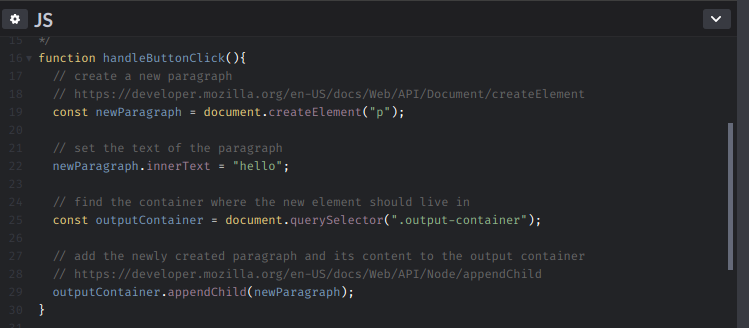 JS
15 */
16 function handleButtonClick(){
17 // create a new paragraph
18 // https://developer.mozilla.org/en-US/docs/Web/API/Document/createElement
19 const newParagraph = document.createElement("p");
20
21 // set the text of the paragraph
22 newParagraph.innerText = "hello";
23
24 // find the container where the new element should live in
25 const outputContainer = document.querySelector(".output-container");
26
27 // add the newly created paragraph and its content to the output container
28 // https://developer.mozilla.org/en-US/docs/Web/API/Node/appendChild
29 outputContainer.appendChild(newParagraph);
30 }
31